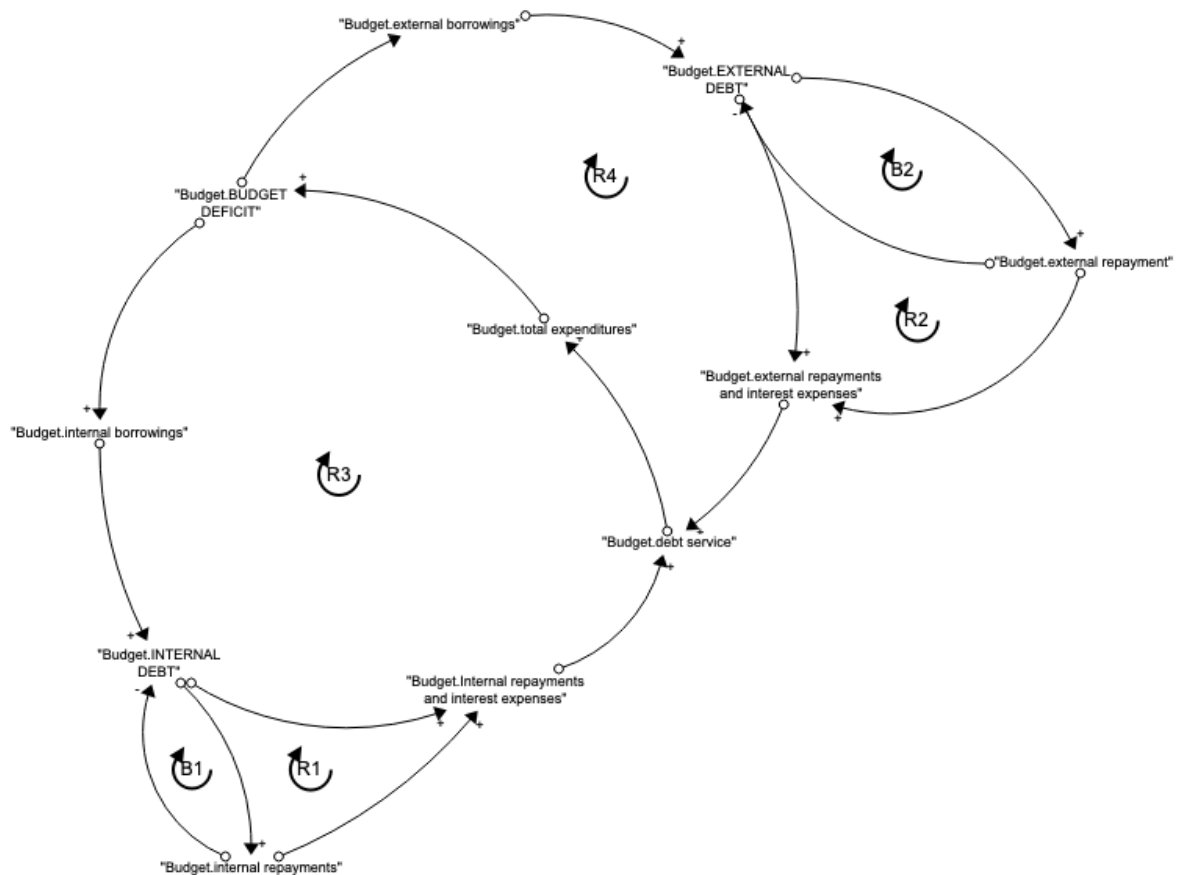 "Budget.external borrowings"
+
"Budget.EXTERNAL
DEBT"
-
B2
R4
+
"Budget.BUDGET
DEFICIT"
+
"Budget.external repayment"
R2
"Budget.total expenditures"
+
+
"Budget.external repayments
and interest expenses"
+
+
"Budget.internal borrowings"
R3
+
"Budget.debt service"
+
+
"Budget.INTERNAL
DEBT"
-
"Budget.Internal repayments
and interest expenses"
+
+
B1
R1
+
"Budget.internal repayments"